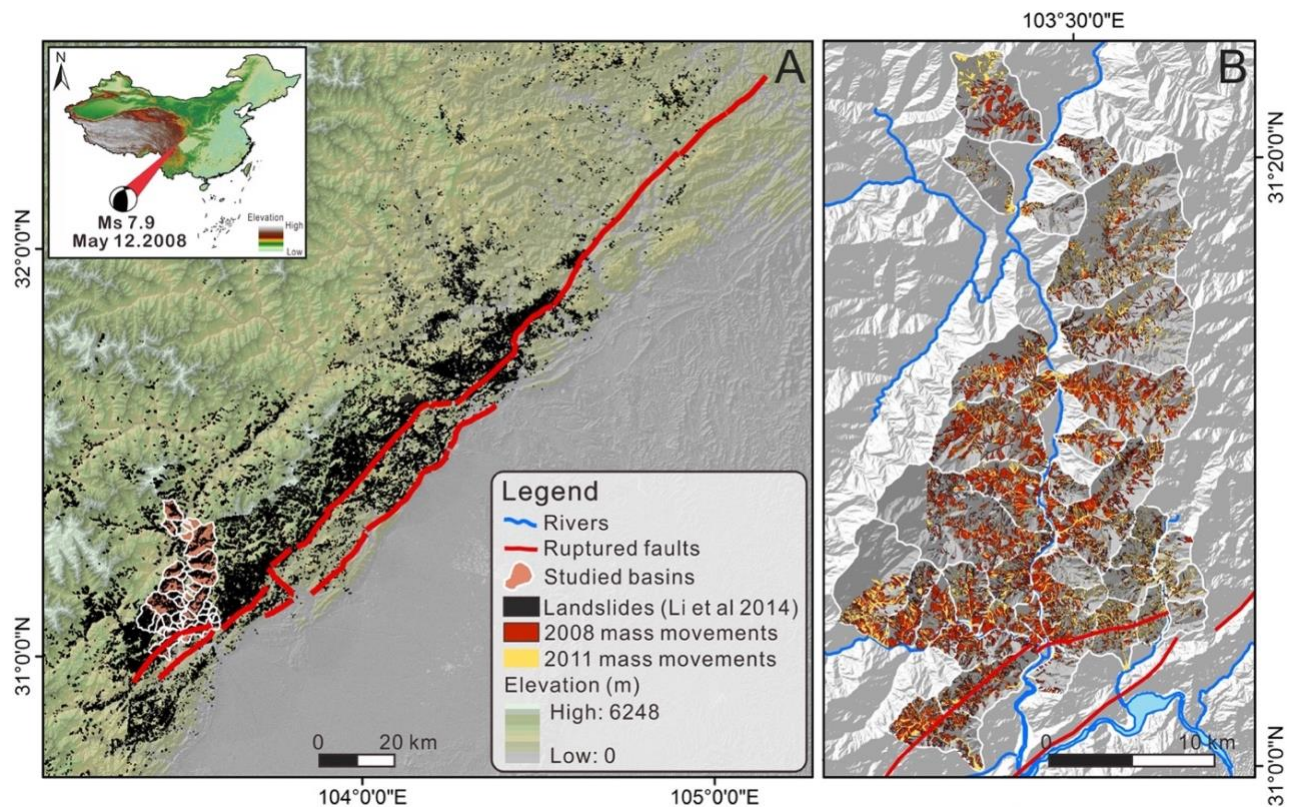 103°30'0"E
A
B
N
Ms 7.9
May 12.2008
Elevation
High
Low
32°0'0"N
31°0'0"N
31°20'0"N
31°0'0"N
Legend
Rivers
Ruptured faults
Studied basins
Landslides (Li et al 2014)
2008 mass movements
2011 mass movements
Elevation (m)
High: 6248
Low: 0
0 20 km
0 10 km
104°0'0"E
105°0'0"E